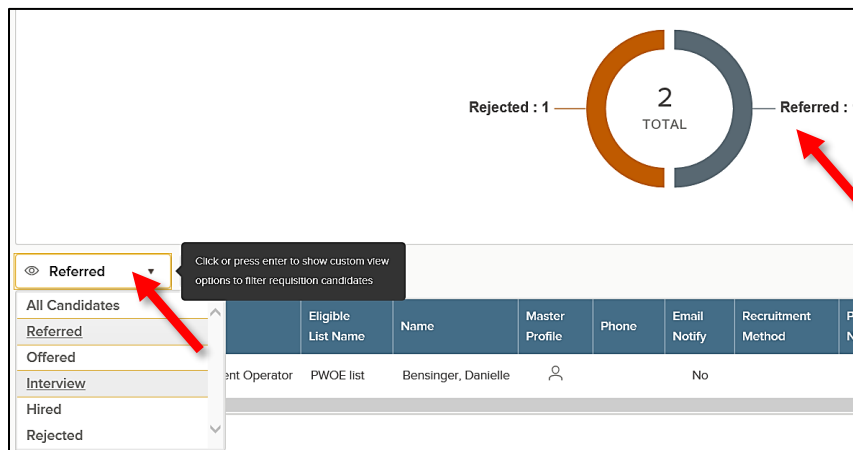 2
Rejected : 1
Referred :
TOTAL
Referred
Click or press enter to show custom view
options to filter requisition candidates
All Candidates
Referred
Offered
Interview
Hired
Rejected
Eligible
List Name
Name
Master
Profile
Phone
Email
Notify
Recruitment
Method
P
N
ent Operator PWOE list Bensinger, Danielle No